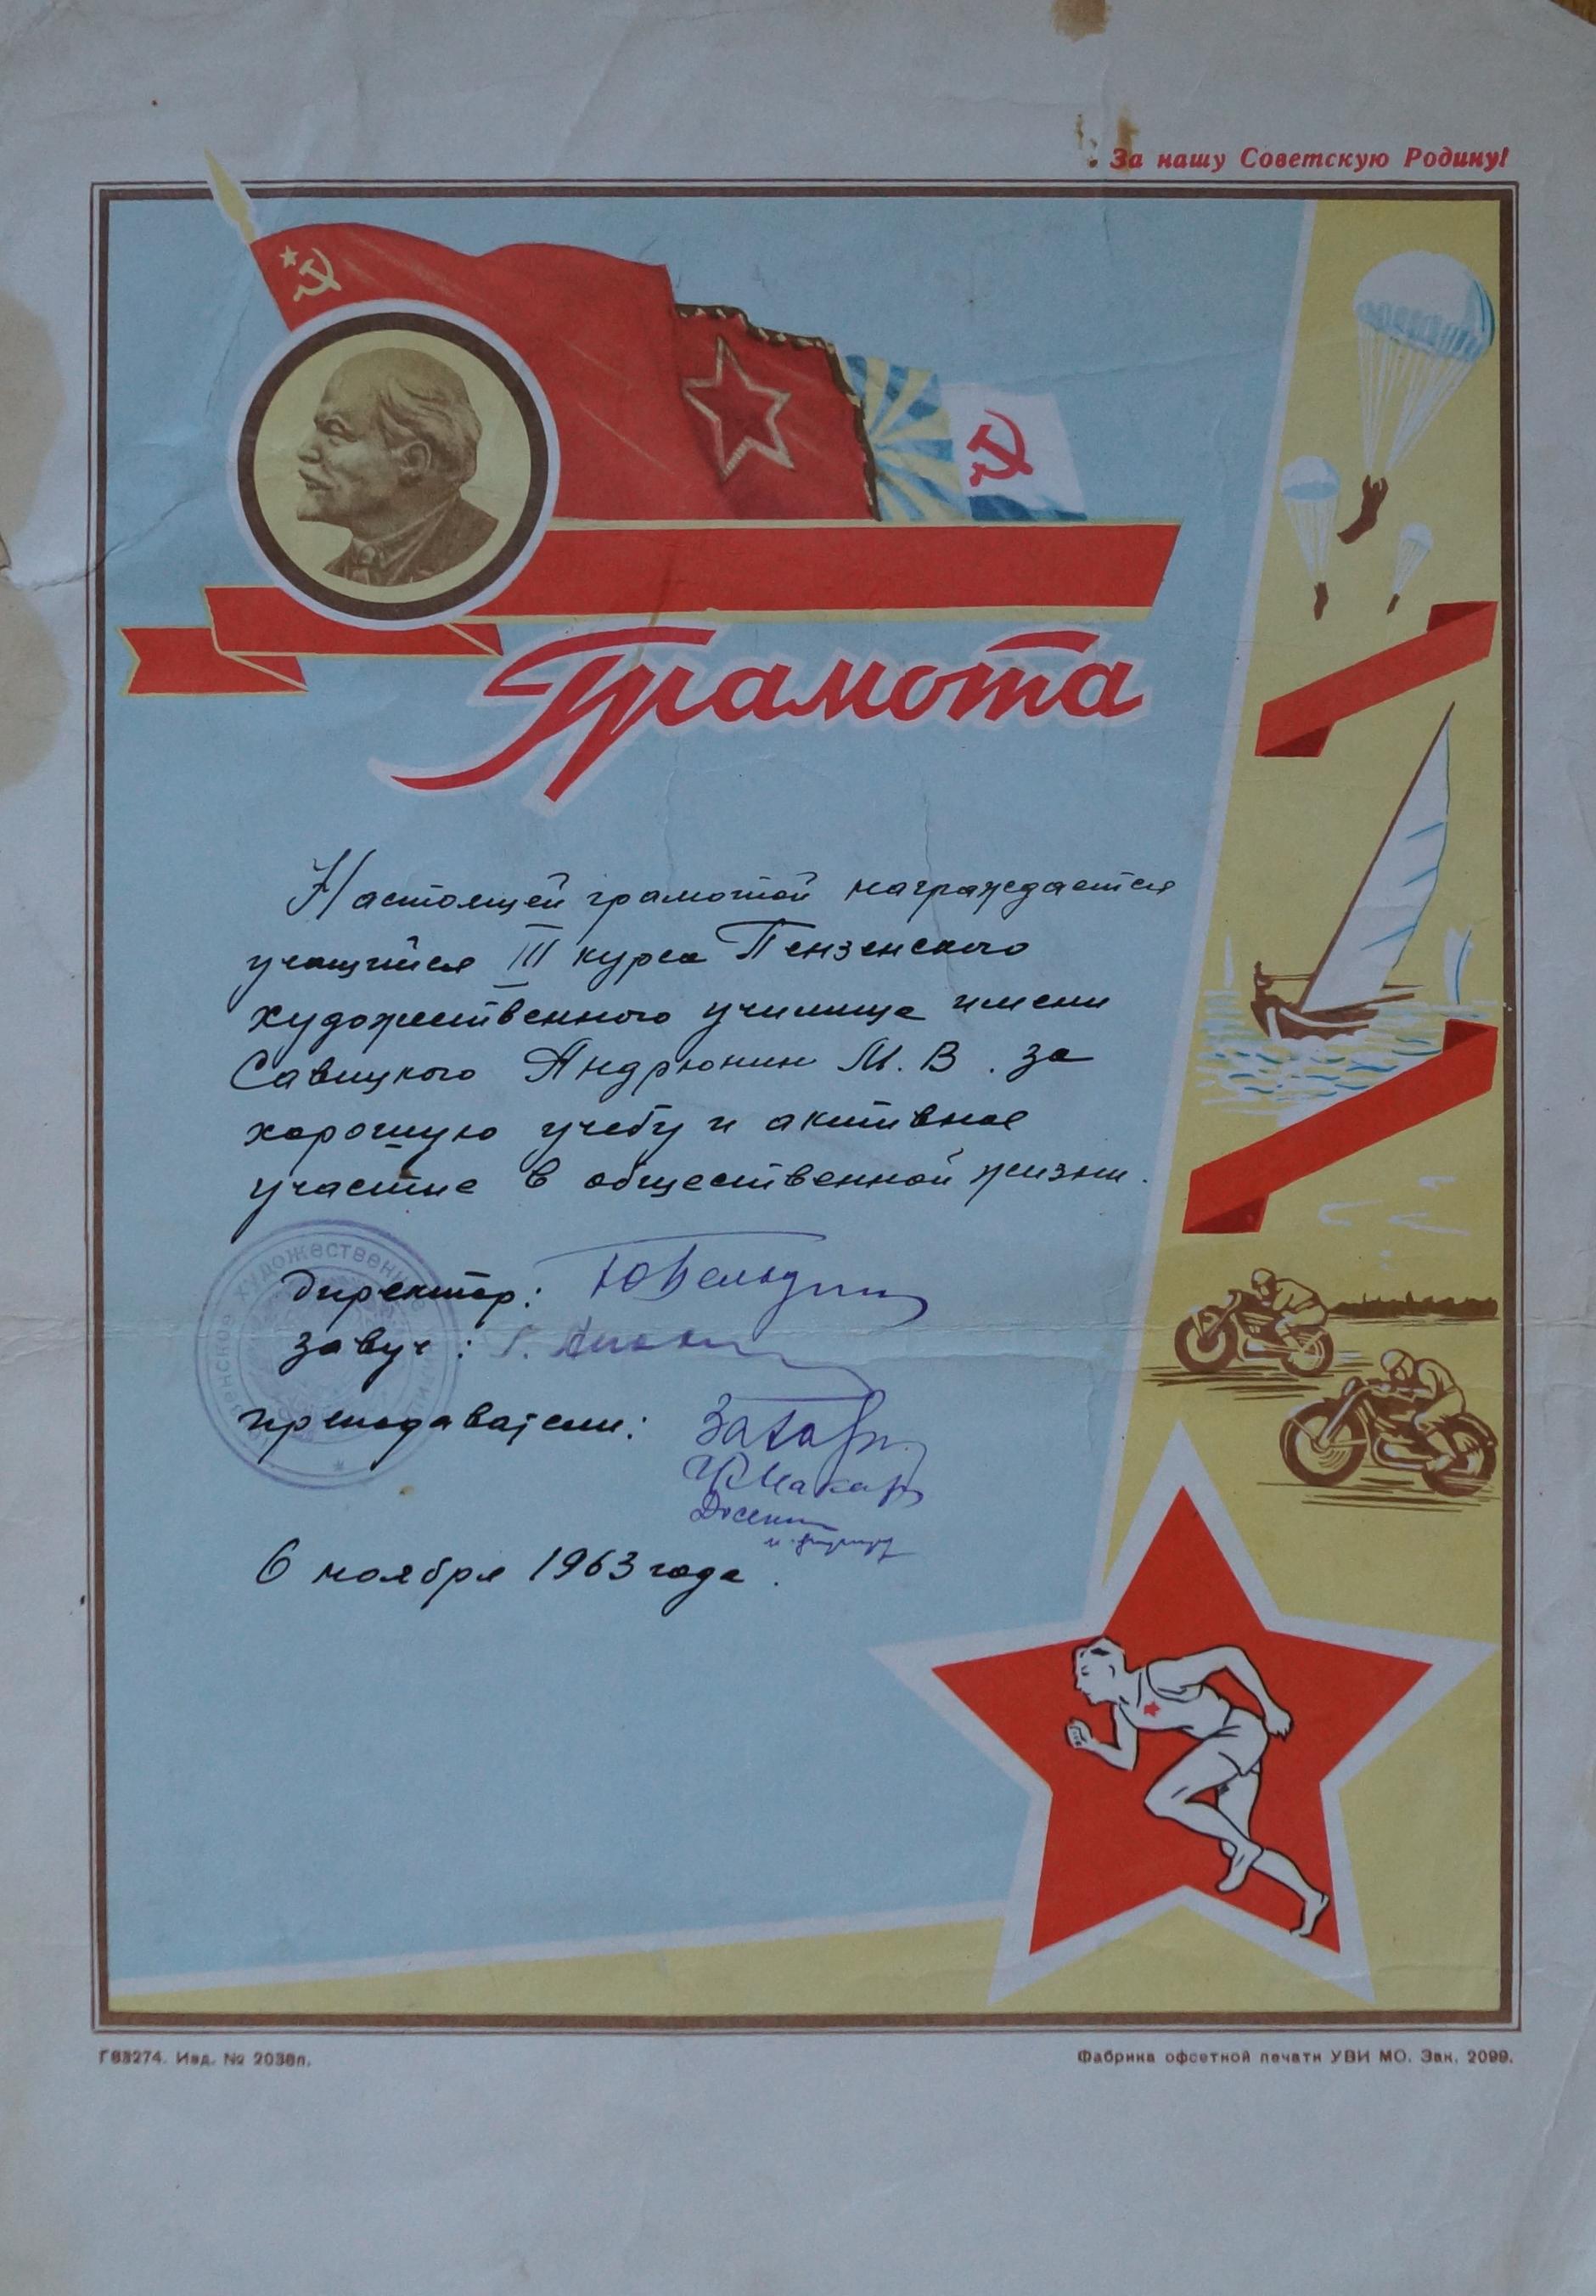 За нашу Советскую Родину!
Грамота
Настоящей грамотой награждается
учащийся III курса Пензенского
художественного училища имени
Савицкого Андрюнин М. В. за
хорошую учебу и активное
участие в общественной жизни.
Директор:
завуч:
преподаватели:
6 ноября 1963 года.
Г83274. Изд. № 2038п.
Фабрика офсетной печати УВИ МО. Зак. 2099.